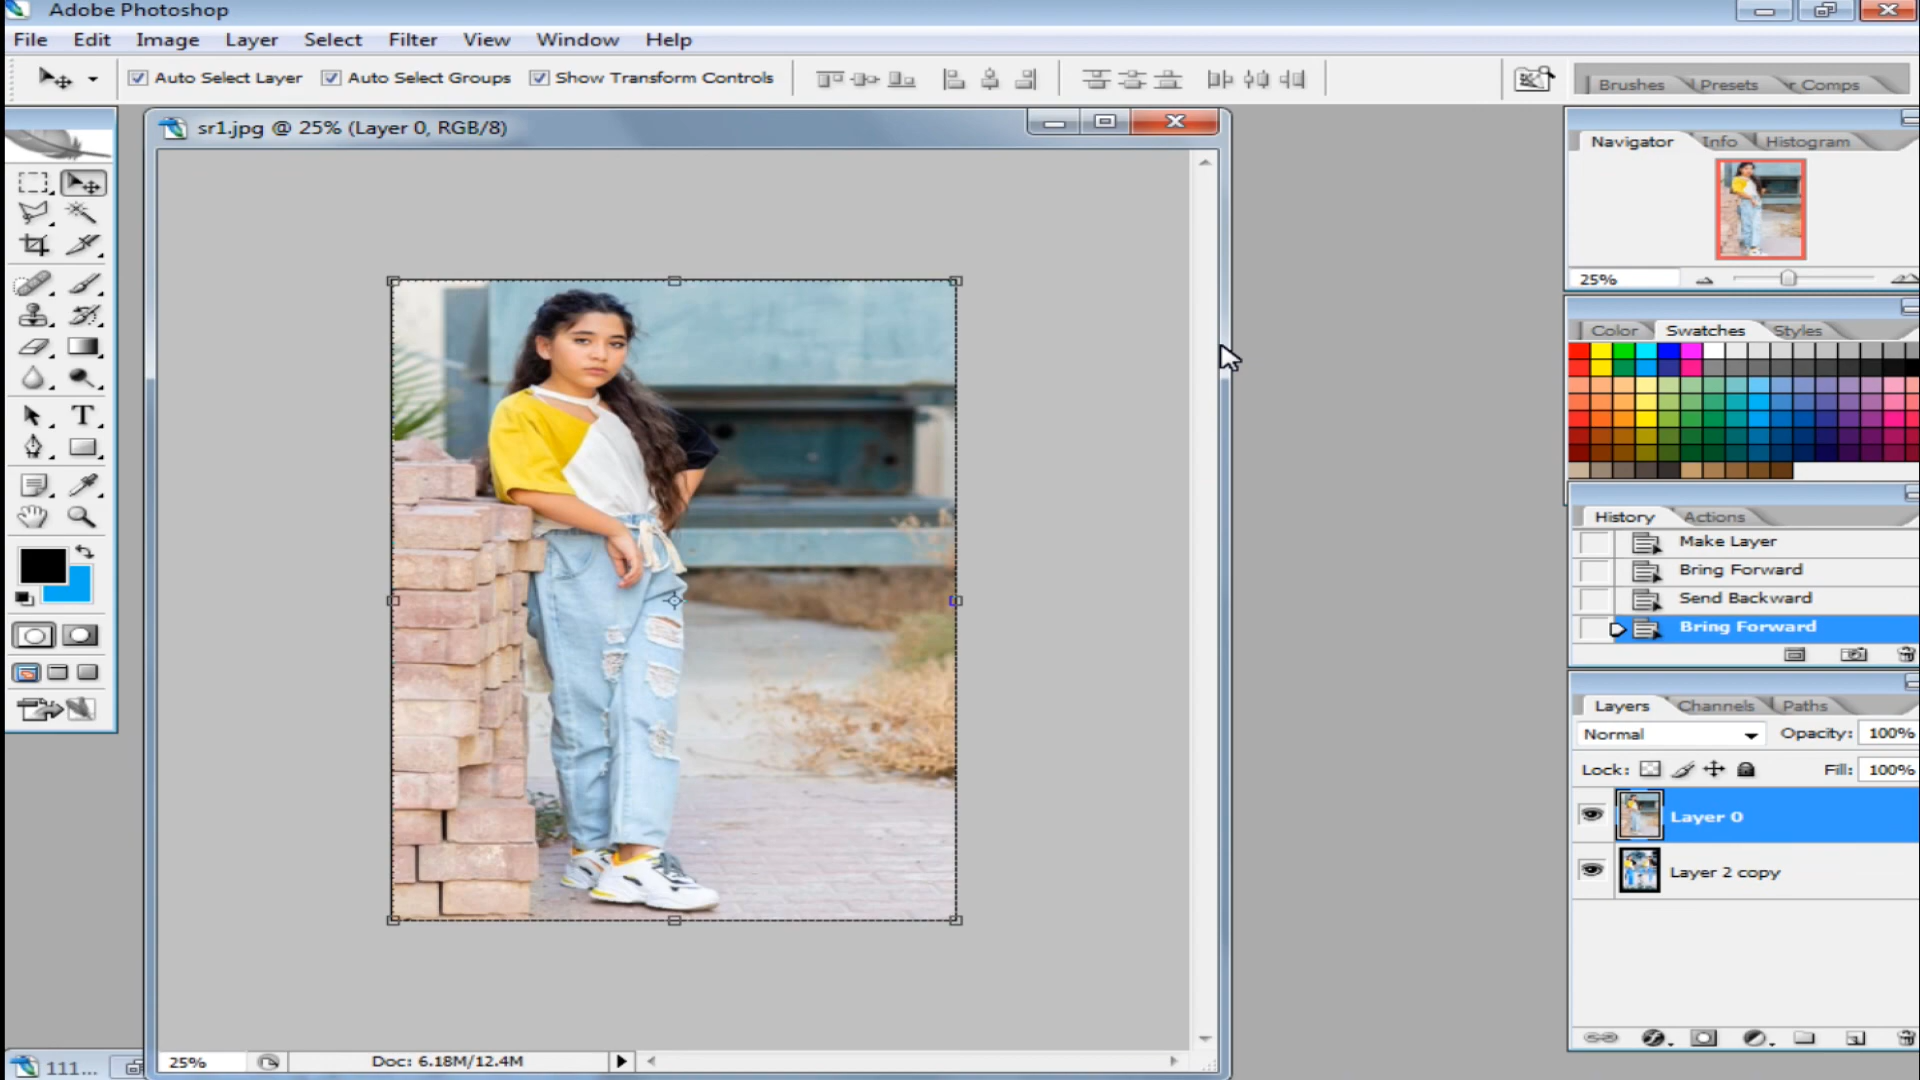 Adobe Photoshop
File Edit Image Layer Select Filter View Window Help
Auto Select Layer Auto Select Groups Show Transform Controls
Brushes Presets r Comps
sr1.jpg @ 25% (Layer 0, RGB/8)
Navigator Info Histogram
25%
Color Swatches Styles
T
History Actions
Make Layer
Bring Forward
Send Backward
Bring Forward
Layers Channels Paths
Normal Opacity: 100%
Lock: Fill: 100%
Layer 0
Layer 2 copy
25% Doc: 6.18M/12.4M
111...